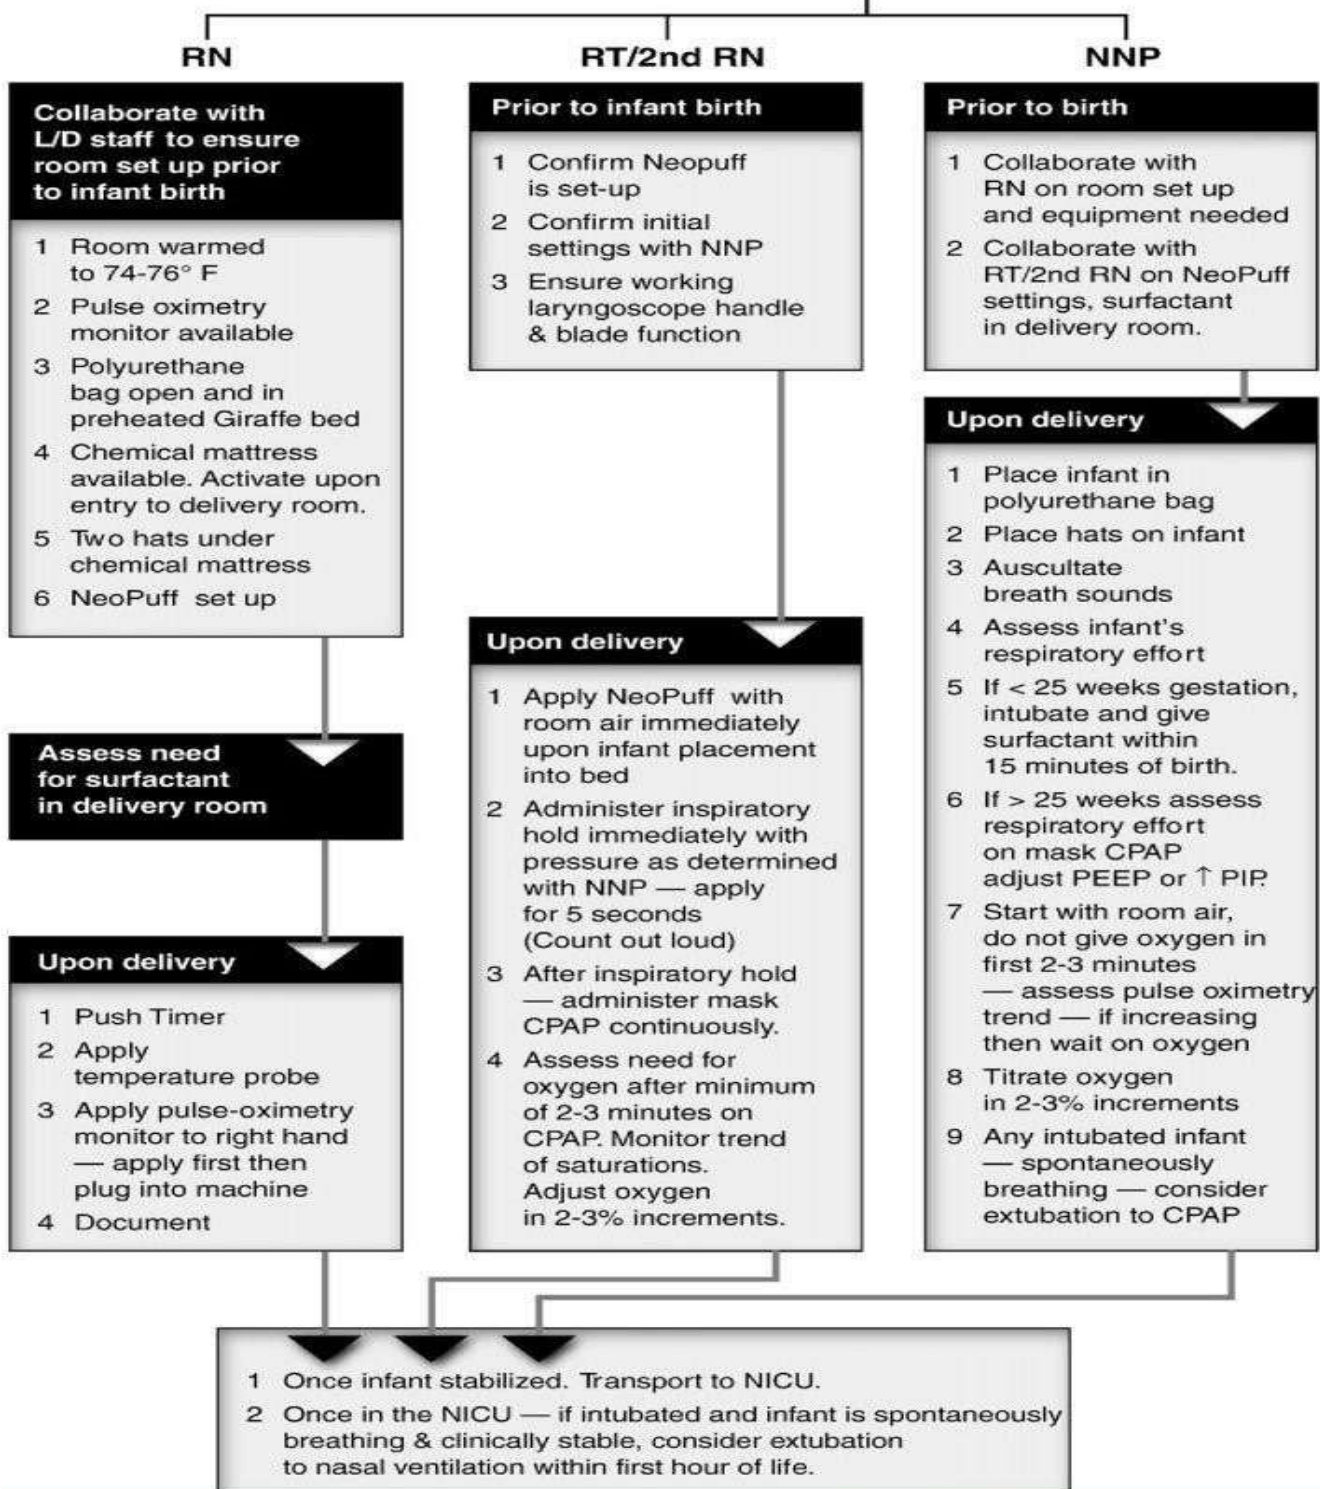 RN
Collaborate with
L/D staff to ensure
room set up prior
to infant birth
1 Room warmed
to 74-76° F
2 Pulse oximetry
monitor available
3 Polyurethane
bag open and in
preheated Giraffe bed
4 Chemical mattress
available. Activate upon
entry to delivery room.
5 Two hats under
chemical mattress
6 NeoPuff set up
Assess need
for surfactant
in delivery room
Upon delivery
1 Push Timer
2 Apply
temperature probe
3 Apply pulse-oximetry
monitor to right hand
— apply first then
plug into machine
4 Document
RT/2nd RN
Prior to infant birth
1 Confirm Neopuff
is set-up
2 Confirm initial
settings with NNP
3 Ensure working
laryngoscope handle
& blade function
Upon delivery
1 Apply NeoPuff with
room air immediately
upon infant placement
into bed
2 Administer inspiratory
hold immediately with
pressure as determined
with NNP — apply
for 5 seconds
(Count out loud)
3 After inspiratory hold
— administer mask
CPAP continuously.
4 Assess need for
oxygen after minimum
of 2-3 minutes on
CPAP. Monitor trend
of saturations.
Adjust oxygen
in 2-3% increments.
NNP
Prior to birth
1 Collaborate with
RN on room set up
and equipment needed
2 Collaborate with
RT/2nd RN on NeoPuff
settings, surfactant
in delivery room.
Upon delivery
1 Place infant in
polyurethane bag
2 Place hats on infant
3 Auscultate
breath sounds
4 Assess infant's
respiratory effort
5 If < 25 weeks gestation,
intubate and give
surfactant within
15 minutes of birth.
6 If > 25 weeks assess
respiratory effort
on mask CPAP
adjust PEEP or ↑ PIP.
7 Start with room air,
do not give oxygen in
first 2-3 minutes
— assess pulse oximetry
trend — if increasing
then wait on oxygen
8 Titrate oxygen
in 2-3% increments
9 Any intubated infant
— spontaneously
breathing — consider
extubation to CPAP
1 Once infant stabilized. Transport to NICU.
2 Once in the NICU — if intubated and infant is spontaneously
breathing & clinically stable, consider extubation
to nasal ventilation within first hour of life.